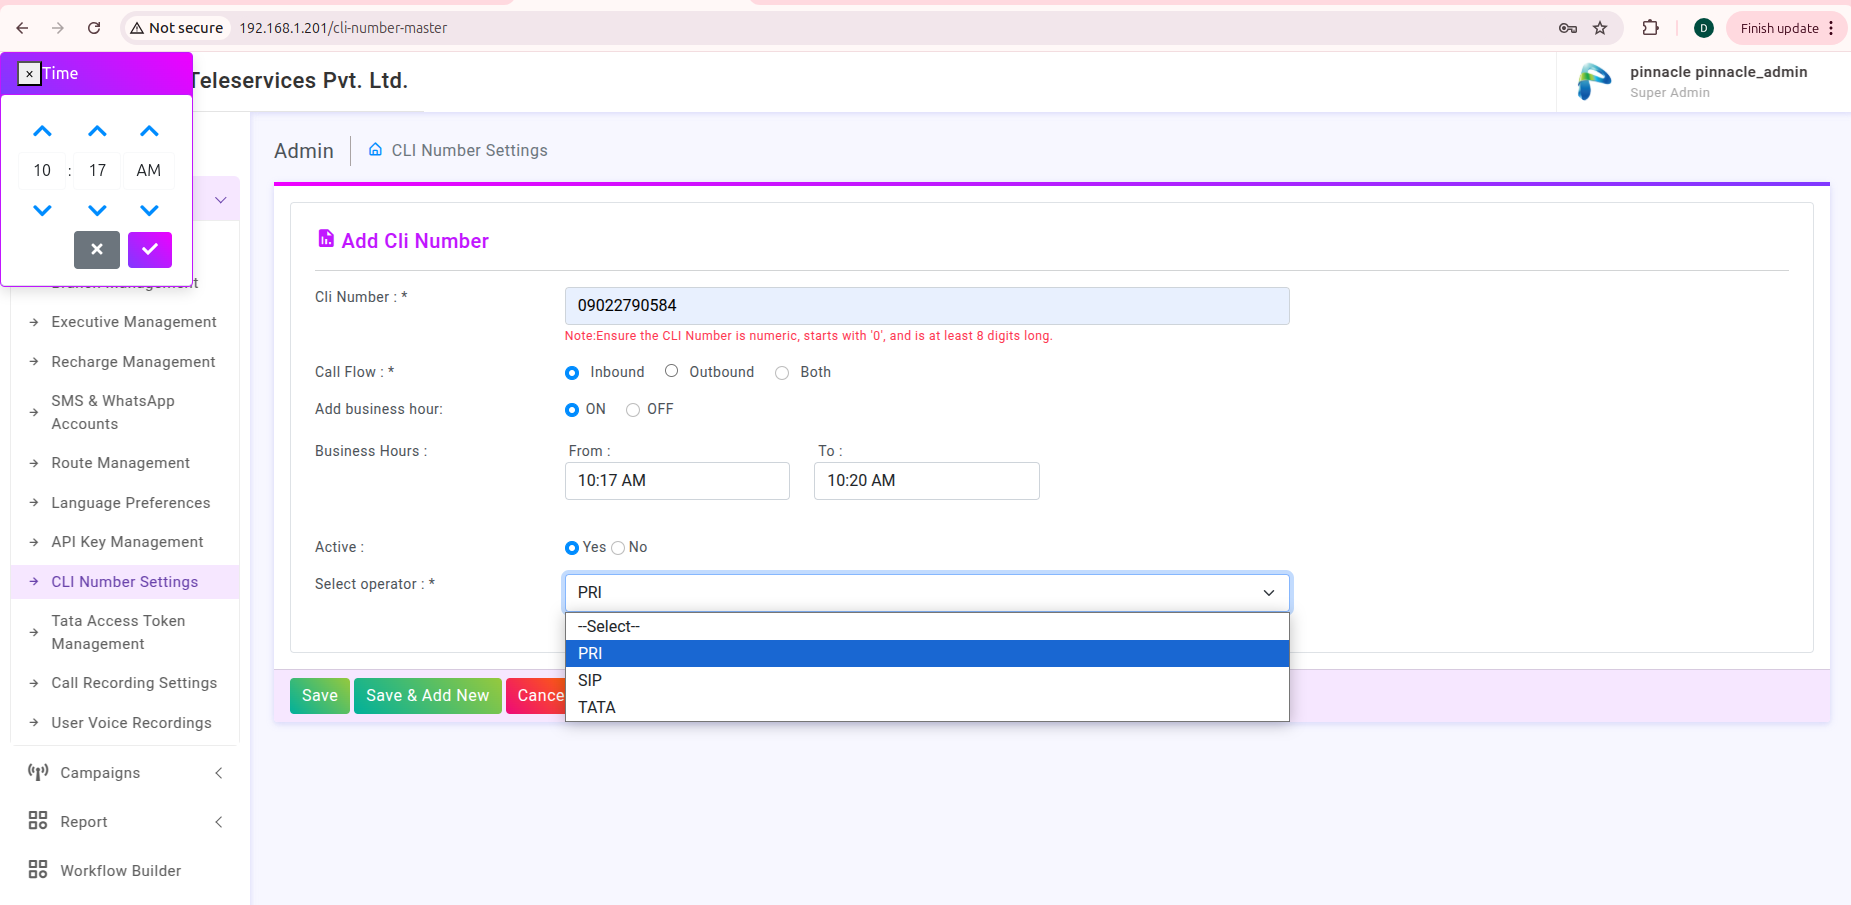 Not secure
192.168.1.201/cli-number-master
D
Finish update
× Time
10 : 17 AM
Teleservices Pvt. Ltd.
pinnacle pinnacle_admin
Super Admin
Admin
CLI Number Settings
Executive Management
Recharge Management
SMS & WhatsApp
Accounts
Route Management
Language Preferences
API Key Management
CLI Number Settings
Tata Access Token
Management
Call Recording Settings
User Voice Recordings
Campaigns
Report
Workflow Builder
Add Cli Number
Cli Number : *
09022790584
Note:Ensure the CLI Number is numeric, starts with '0', and is at least 8 digits long.
Call Flow : *
Inbound Outbound Both
Add business hour:
ON OFF
Business Hours :
From : To :
10:17 AM 10:20 AM
Active :
Yes No
Select operator : *
PRI
--Select--
PRI
SIP
TATA
Save
Save & Add New
Cance